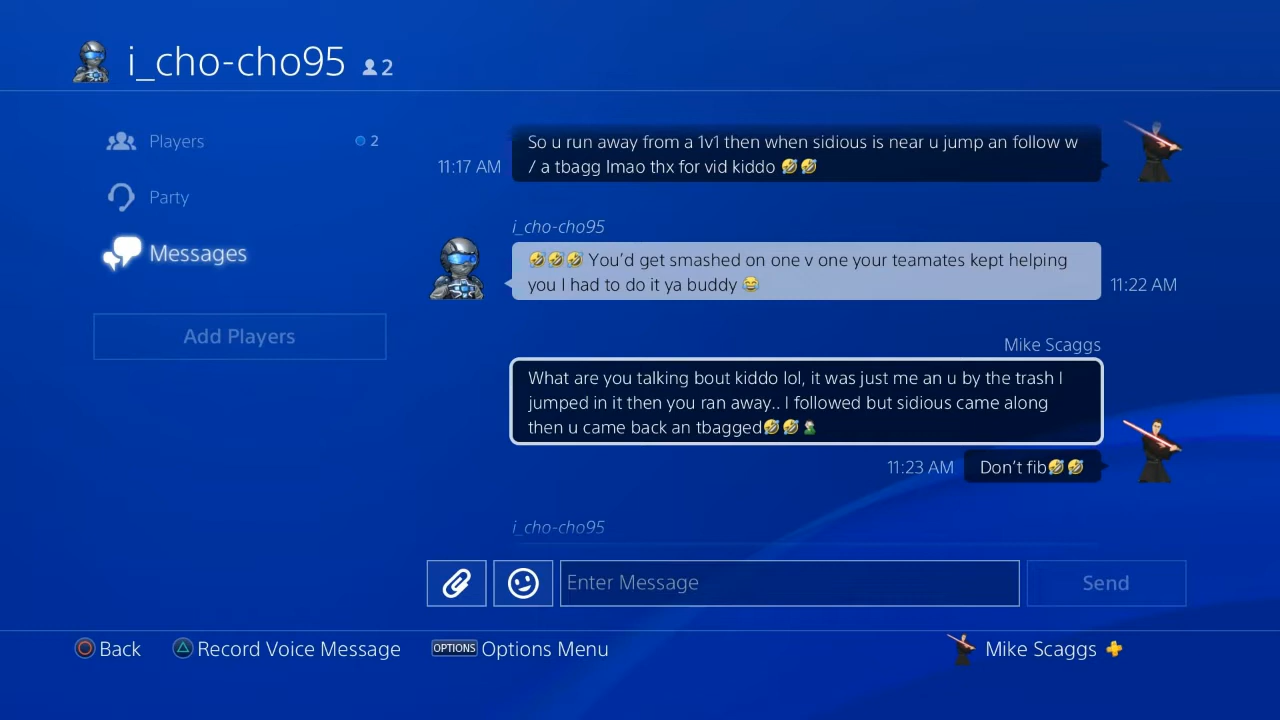 i_cho-cho95 2
Players 2
Party
Messages
Add Players
So u run away from a 1v1 then when sidious is near u jump an follow w
/ a tbagg lmao thx for vid kiddo 🤣🤣
11:17 AM
i_cho-cho95
🤣🤣🤣 You’d get smashed on one v one your teamates kept helping
you I had to do it ya buddy 😂
11:22 AM
Mike Scaggs
What are you talking bout kiddo lol, it was just me an u by the trash I
jumped in it then you ran away.. I followed but sidious came along
then u came back an tbagged🤣🤣🤦
11:23 AM
Don’t fib🤣🤣
i_cho-cho95
Enter Message
Send
Back
Record Voice Message
OPTIONS Options Menu
Mike Scaggs